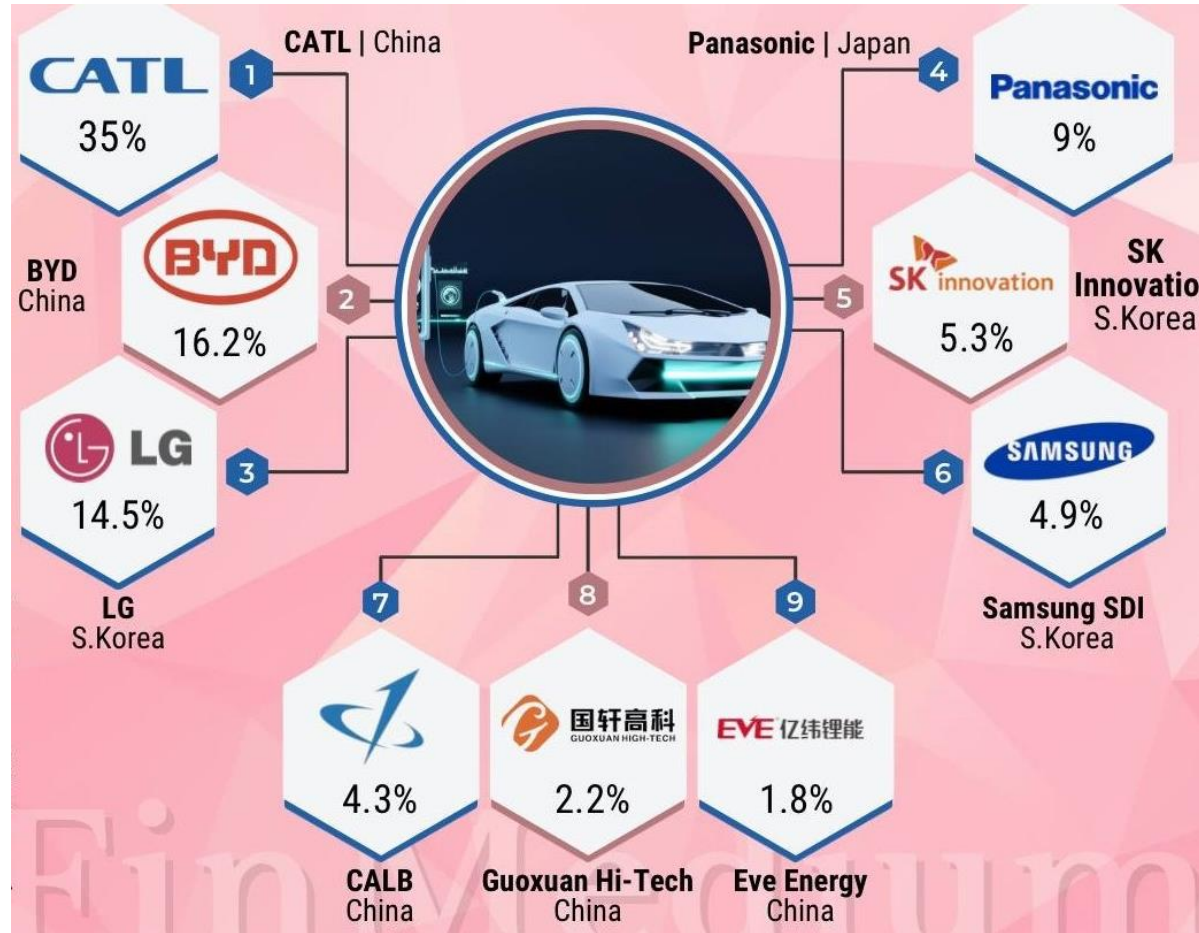 CATL
35%
1
CATL | China
BYD
16.2%
BYD
China
2
LG
14.5%
3
LG
S.Korea
Panasonic | Japan
4
Panasonic
9%
5
SK innovation
5.3%
SK
Innovatio
S.Korea
6
SAMSUNG
4.9%
Samsung SDI
S.Korea
7
4.3%
CALB
China
8
国轩高科
GUOXUAN HIGH-TECH
2.2%
Guoxuan Hi-Tech
China
9
EVE 亿纬锂能
1.8%
Eve Energy
China
FinMedium